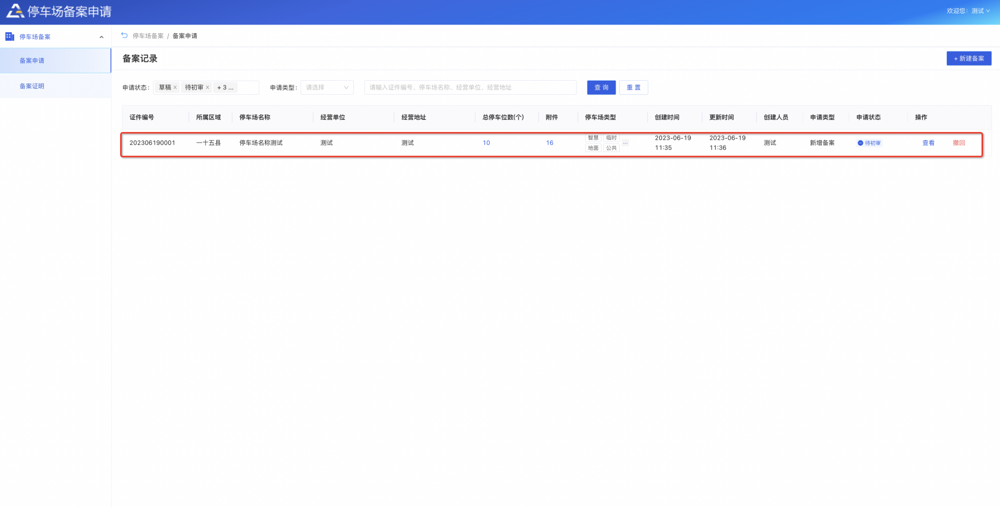 停车场备案申请
欢迎您：测试
停车场备案
停车场备案 / 备案申请
备案申请
备案证明
备案记录
+ 新建备案
申请状态： 草稿 × 待初审 × + 3 ... 申请类型： 请选择 请输入证件编号、停车场名称、经营单位、经营地址 查 询 重 置
证件编号 所属区域 停车场名称 经营单位 经营地址 总停车位数(个) 附件 停车场类型 创建时间 更新时间 创建人员 申请类型 申请状态 操作
202306190001 一十五县 停车场名称测试 测试 测试 10 16 智慧 临时 地面 公共 ... 2023-06-19 11:35 2023-06-19 11:36 测试 新增备案 待初审 查看 撤回